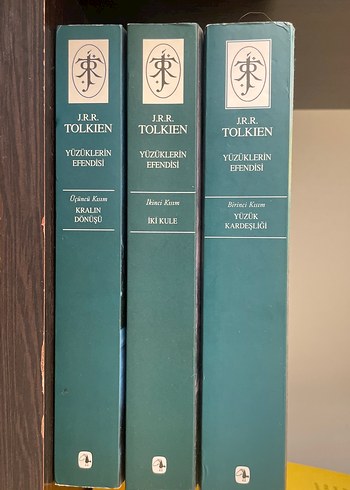 J.R.R.
TOLKIEN
YÜZÜKLERİN
EFENDİSİ
Üçüncü Kısım
KRALIN
DÖNÜŞÜ
J.R.R.
TOLKIEN
YÜZÜKLERİN
EFENDİSİ
İkinci Kısım
İKİ KULE
J.R.R.
TOLKIEN
YÜZÜKLERİN
EFENDİSİ
Birinci Kısım
YÜZÜK
KARDEŞLİĞİ